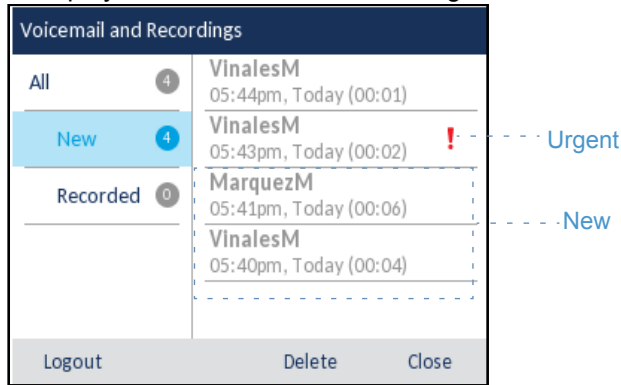 Voicemail and Recordings
All 4
New 4
Recorded 0
VinalesM
05:44pm, Today (00:01)
VinalesM
05:43pm, Today (00:02) !
Urgent
MarquezM
05:41pm, Today (00:06)
New
VinalesM
05:40pm, Today (00:04)
Logout Delete Close